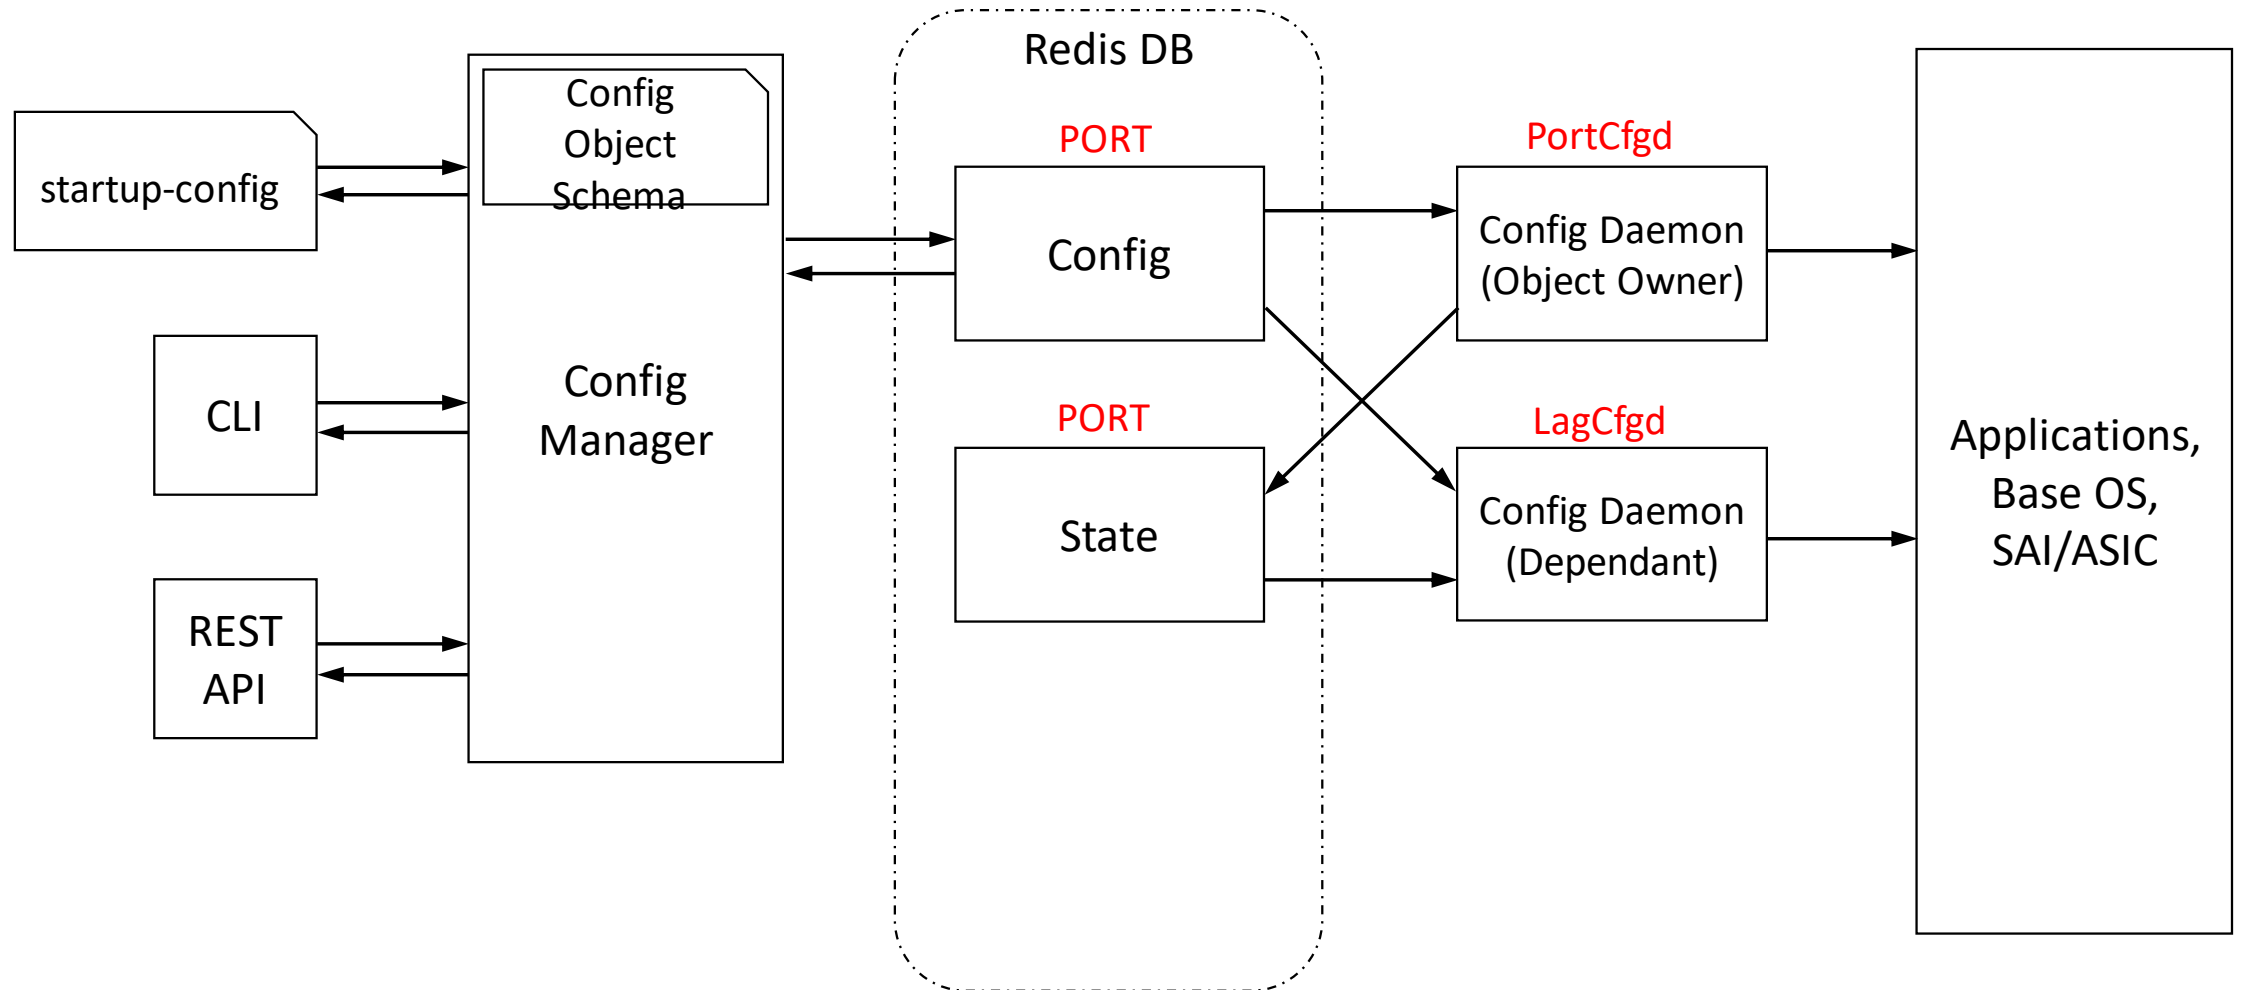 Redis DB
Config
Object
Schema
startup-config
CLI
REST
API
Config
Manager
PORT
Config
PORT
State
PortCfgd
Config Daemon
(Object Owner)
LagCfgd
Config Daemon
(Dependant)
Applications,
Base OS,
SAI/ASIC